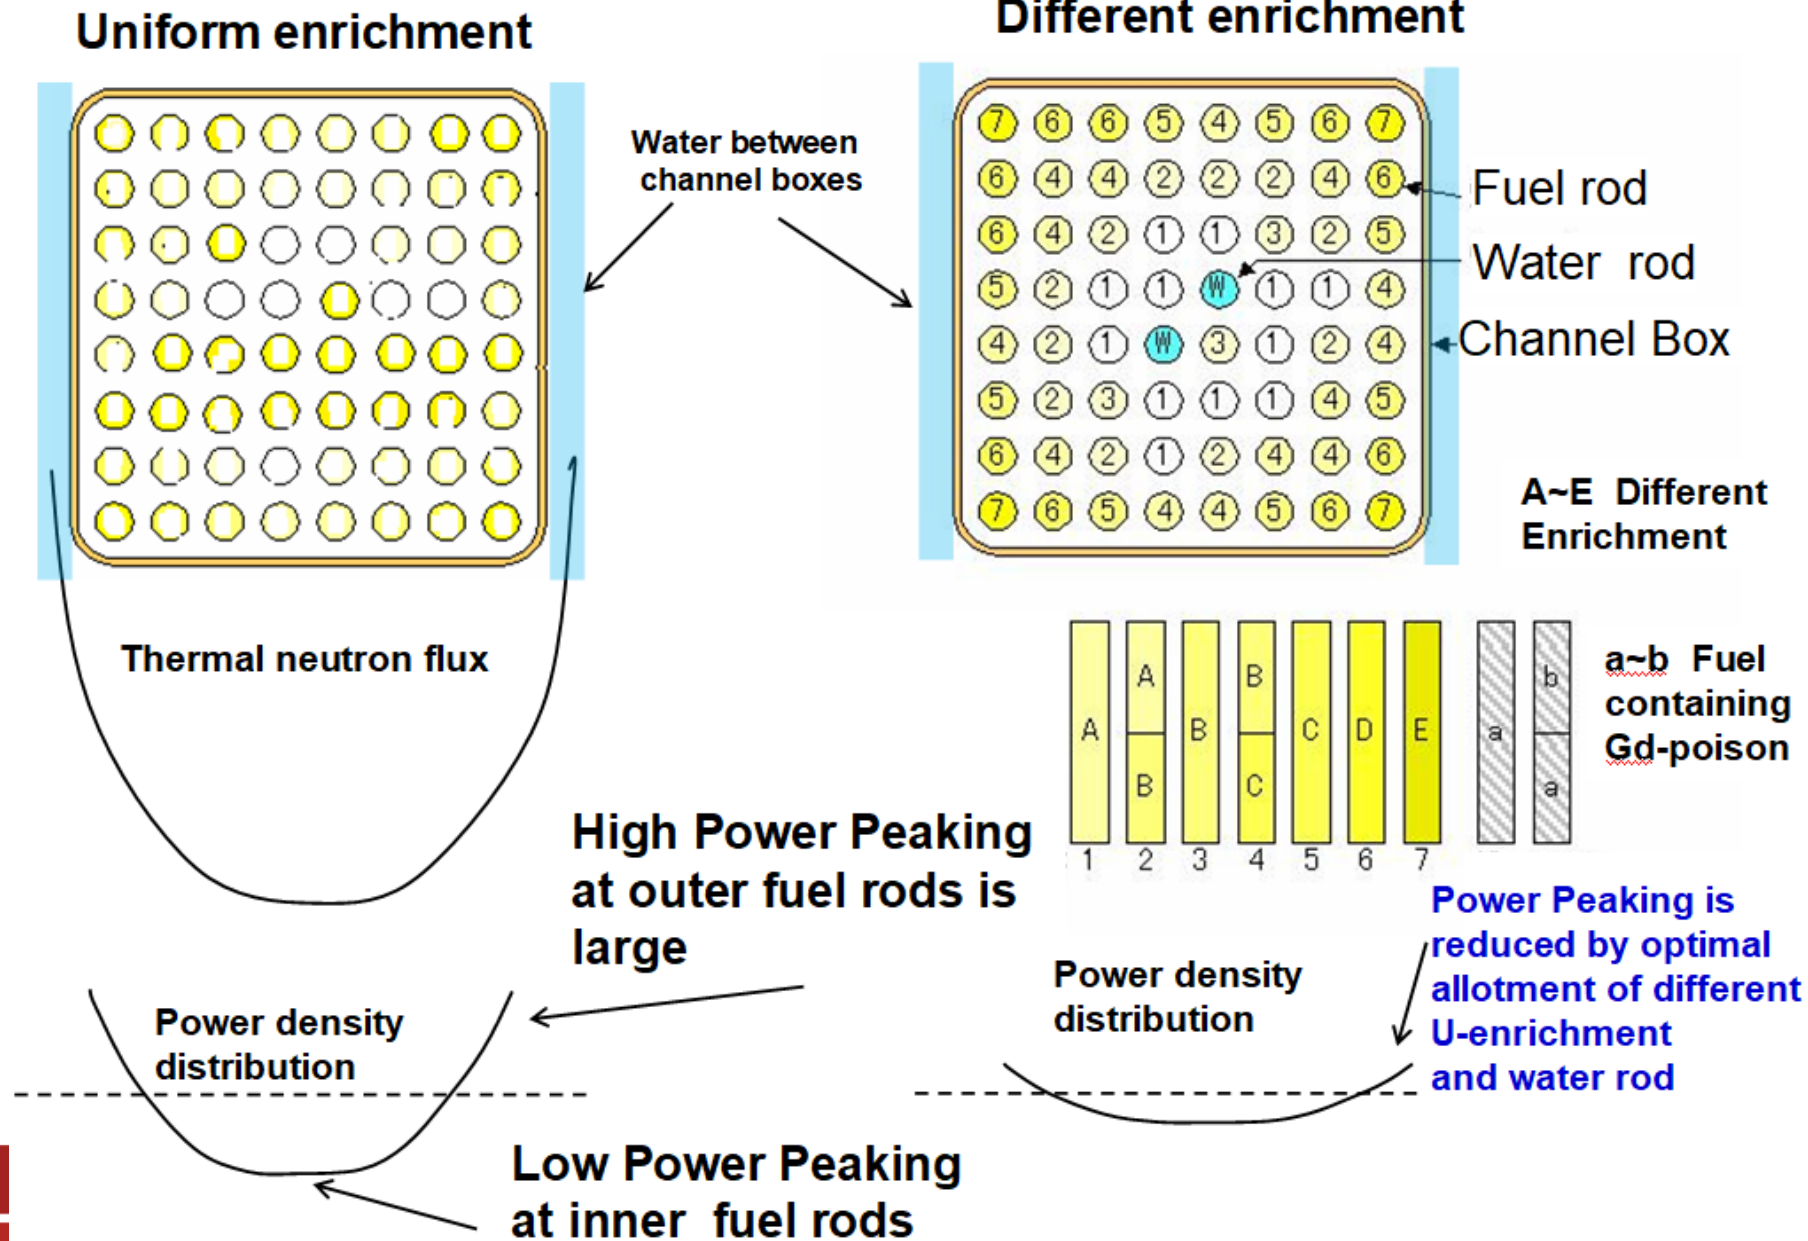 Uniform enrichment
Different enrichment
Water between
channel boxes
7 6 6 5 4 5 6 7
6 4 4 2 2 2 4 6
6 4 2 1 1 3 2 5
5 2 1 1 W 1 1 4
4 2 1 W 3 1 2 4
5 2 3 1 1 1 4 5
6 4 2 1 2 4 4 6
7 6 5 4 4 5 6 7
Fuel rod
Water rod
Channel Box
A~E Different
Enrichment
Thermal neutron flux
A B B C D E b
A B C a a
1 2 3 4 5 6 7
a~b Fuel
containing
Gd-poison
High Power Peaking
at outer fuel rods is
large
Power Peaking is
reduced by optimal
allotment of different
U-enrichment
and water rod
Power density
distribution
Power density
distribution
Low Power Peaking
at inner fuel rods